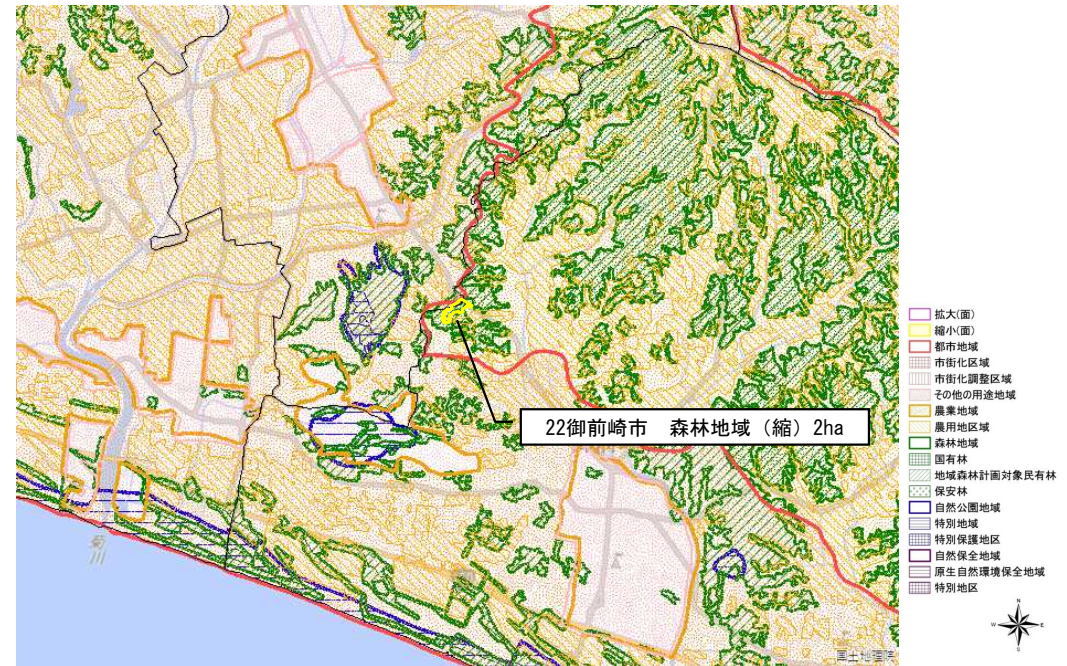 22御前崎市 森林地域（縮）2ha
菊川
国土地理院
拡大(面)
縮小(面)
都市地域
市街化区域
市街化調整区域
その他の用途地域
農業地域
農用地区域
森林地域
国有林
地域森林計画対象民有林
保安林
自然公園地域
特別地域
特別保護地区
自然保全地域
原生自然環境保全地域
特別地区
N
W E
S